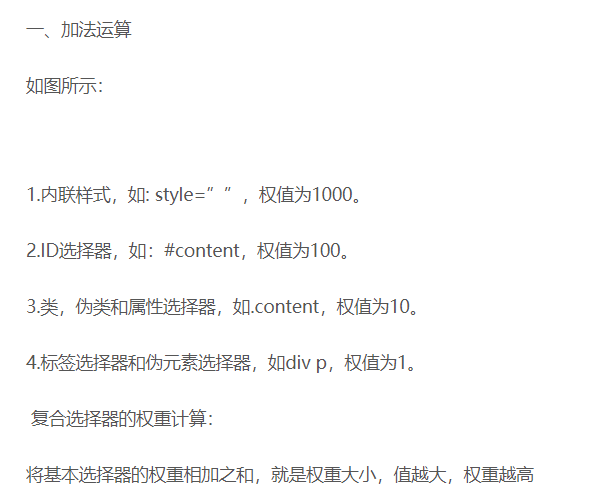 一、加法运算
如图所示：
1.内联样式，如: style=””，权值为1000。
2.ID选择器，如：#content，权值为100。
3.类，伪类和属性选择器，如.content，权值为10。
4.标签选择器和伪元素选择器，如div p，权值为1。
复合选择器的权重计算：
将基本选择器的权重相加之和，就是权重大小，值越大，权重越高